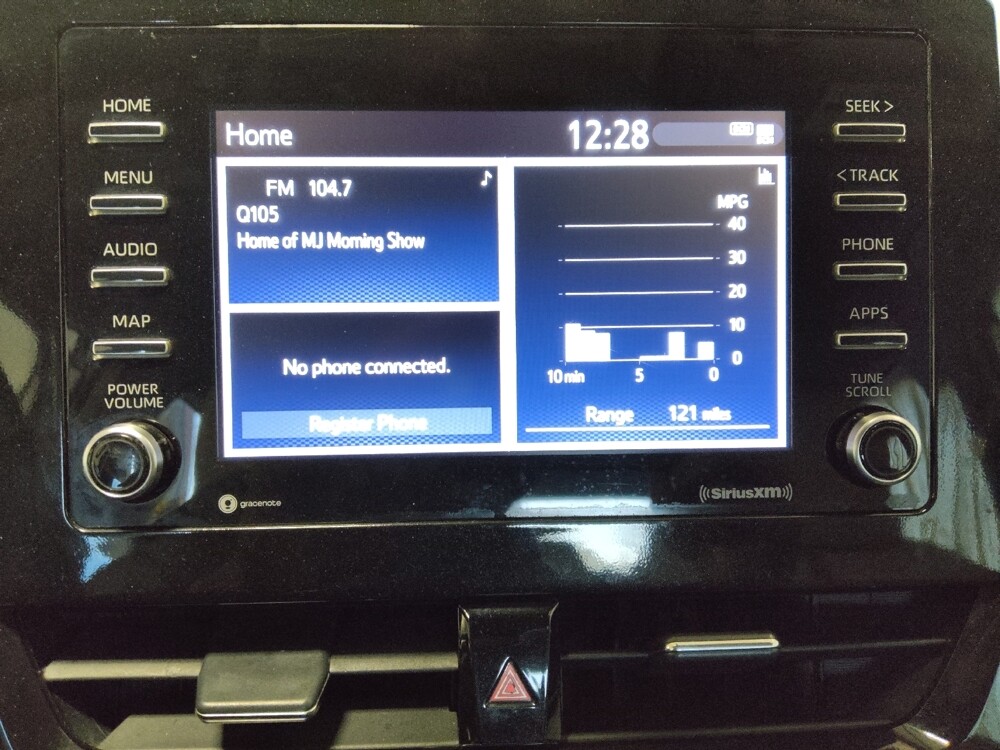 HOME
MENU
AUDIO
MAP
POWER
VOLUME
Home
12:28
FM 104.7
Q105
Home of MJ Morning Show
No phone connected.
Register Phone
MPG
40
30
20
10
0
10 min 5 0
Range 121 miles
SEEK >
< TRACK
PHONE
APPS
TUNE
SCROLL
gracenote
((SiriusXM))